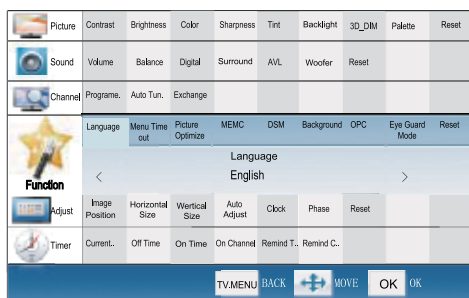 Picture Contrast Brightness Color Sharpness Tint Backlight 3D_DIM Palette Reset
Sound Volume Balance Digital Surround AVL Woofer Reset
Channel Programe. Auto Tun. Exchange
Language Menu Time out Picture Optimize MEMC DSM Background OPC Eye Guard Mode Reset
Language
< English >
Function
Adjust Image Position Horizontal Size Wertical Size Auto Adjust Clock Phase Reset
Timer Current.. Off Time On Time On Channel Remind T.. Remind C..
TV.MENU BACK MOVE OK OK